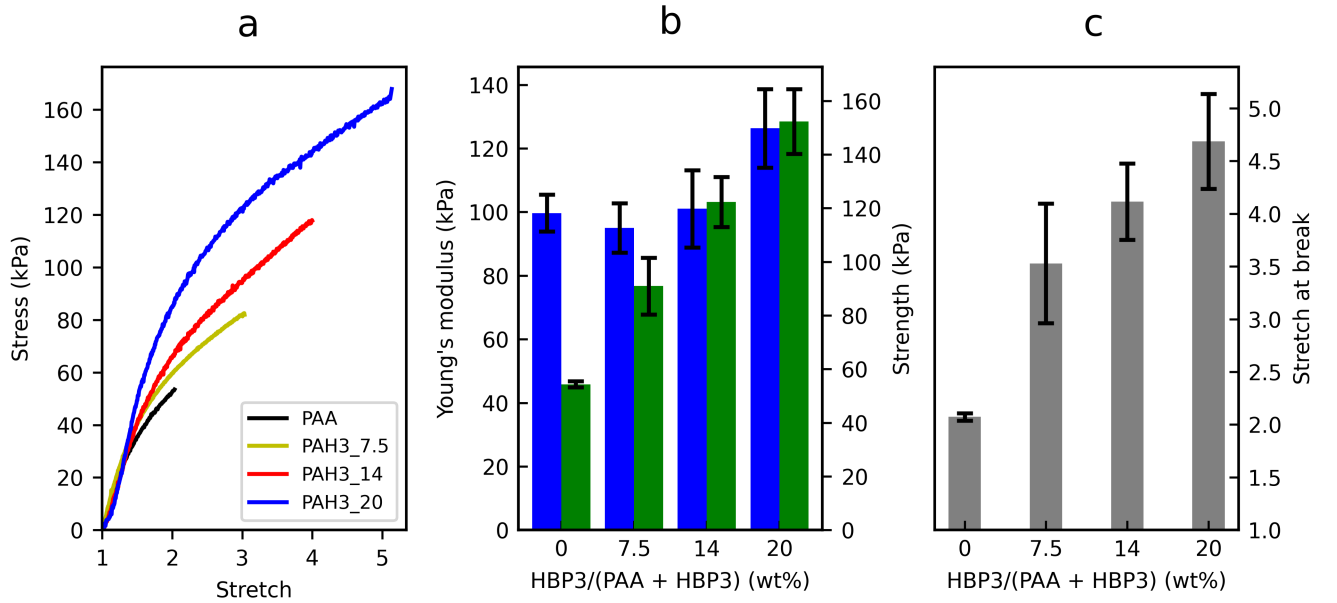 a
b
c
Stress (kPa)
160
140
120
100
80
60
40
20
0
1 2 3 4 5
Stretch
PAA
PAH3_7.5
PAH3_14
PAH3_20
Young's modulus (kPa)
140
120
100
80
60
40
20
0
0 7.5 14 20
HBP3/(PAA + HBP3) (wt%)
160
140
120
100
80
60
40
20
0
Strength (kPa)
0 7.5 14 20
HBP3/(PAA + HBP3) (wt%)
5.0
4.5
4.0
3.5
3.0
2.5
2.0
1.5
1.0
Stretch at break